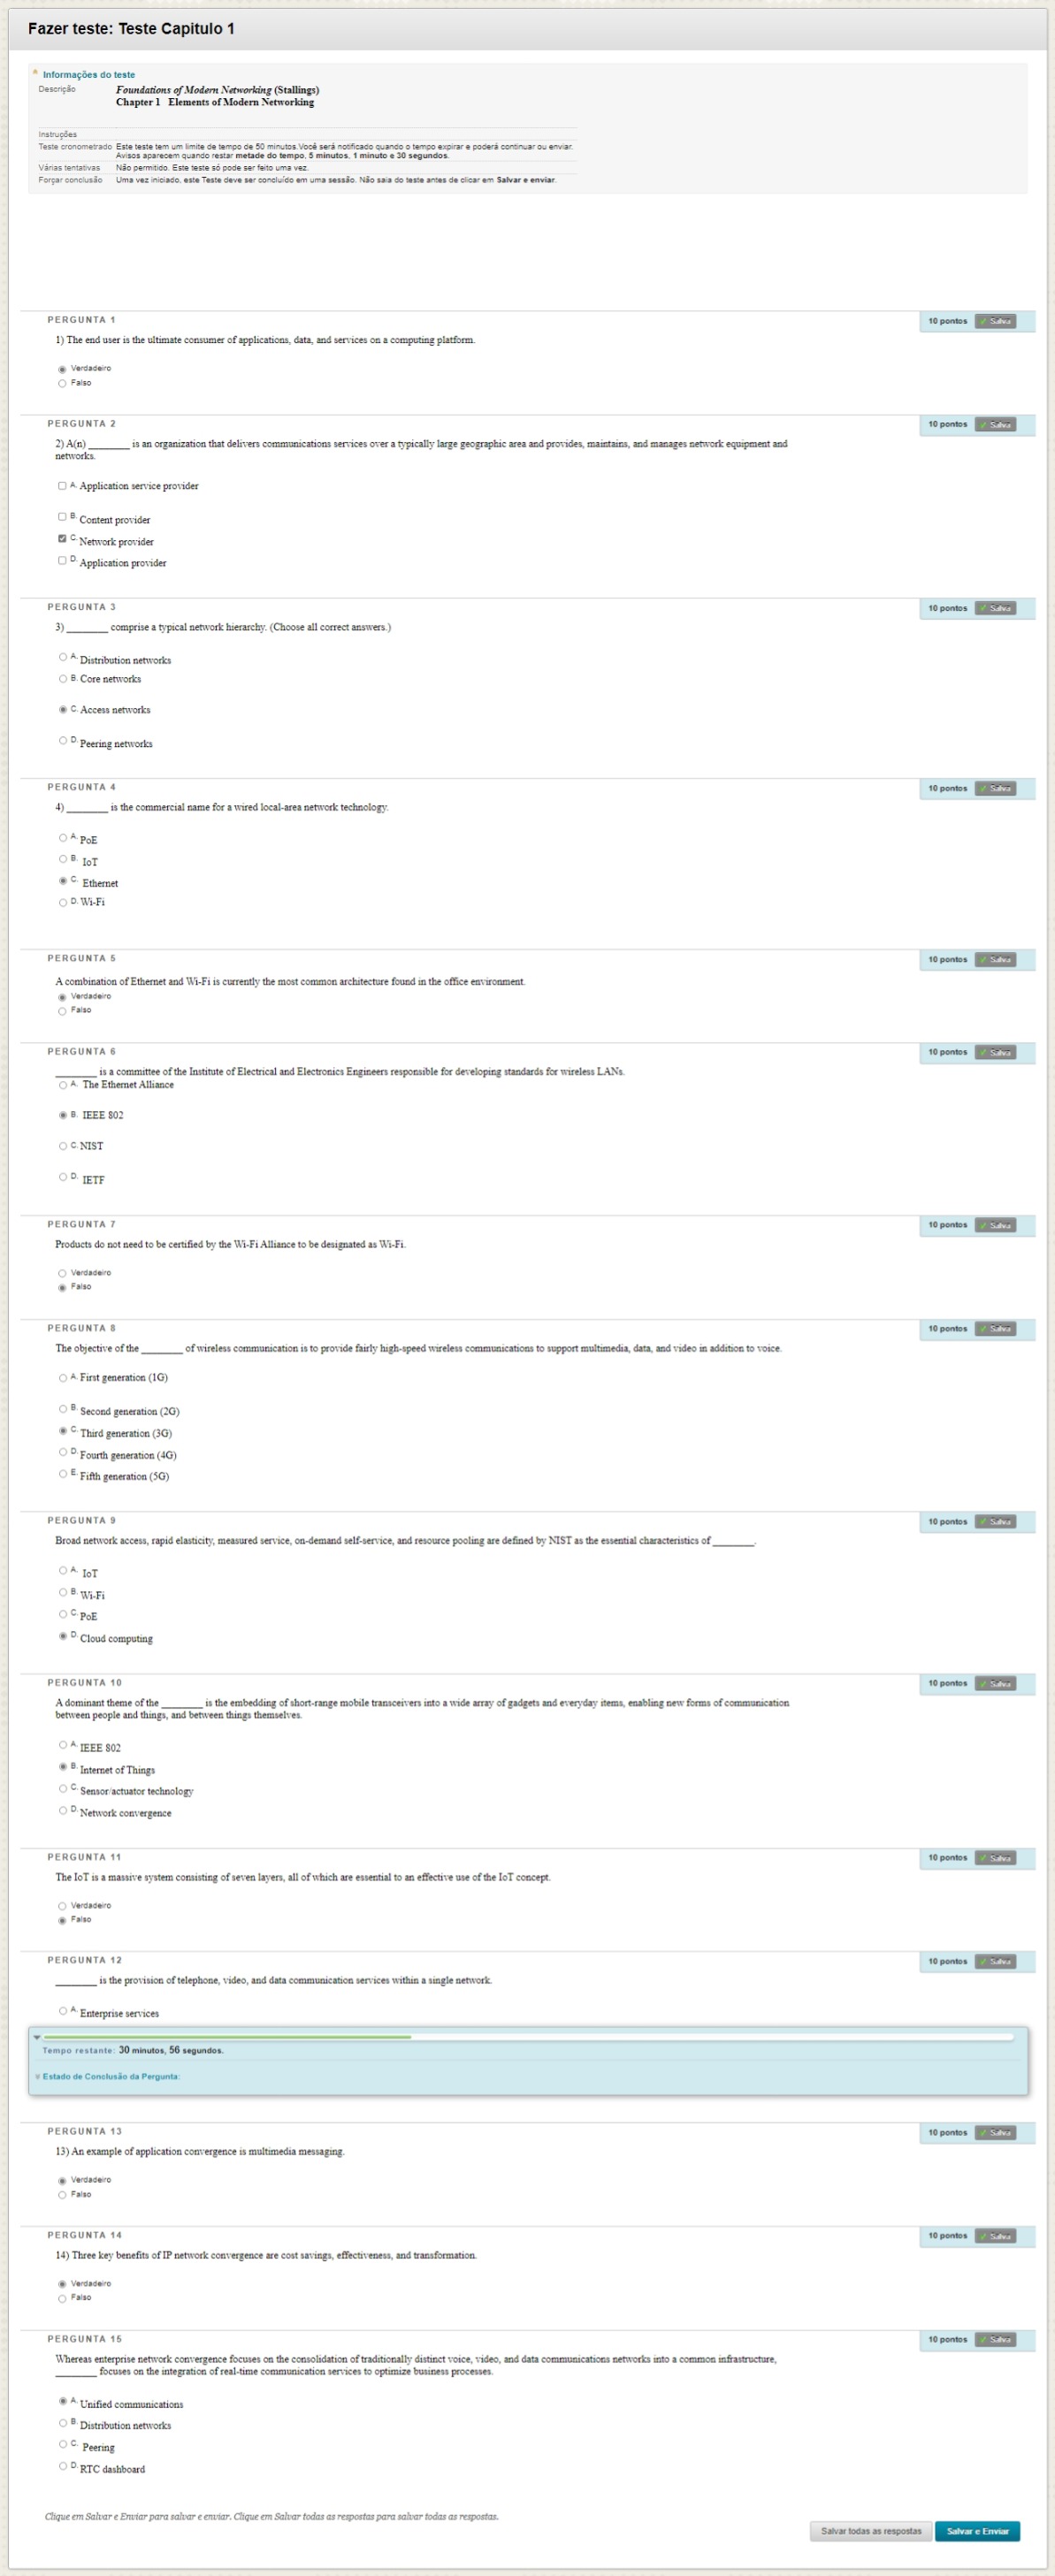 Fazer teste: Teste Capitulo 1
* Informações do teste
Descrição Foundations of Modern Networking (Stallings)
Chapter 1 Elements of Modern Networking
Instruções
Teste cronometrado Este teste tem um limite de tempo de 50 minutos.Você será notificado quando o tempo expirar e poderá continuar ou enviar.
Avisos aparecem quando restar metade do tempo, 5 minutos, 1 minuto e 30 segundos.
Várias tentativas Não permitido. Este teste só pode ser feito uma vez.
Forçar conclusão Uma vez iniciado, este Teste deve ser concluído em uma sessão. Não saia do teste antes de clicar em Salvar e enviar.
PERGUNTA 1
10 pontos Salva
1) The end user is the ultimate consumer of applications, data, and services on a computing platform.
Verdadeiro
Falso
PERGUNTA 2
10 pontos Salva
2) A(n) ________ is an organization that delivers communications services over a typically large geographic area and provides, maintains, and manages network equipment and
networks.
A. Application service provider
B. Content provider
C. Network provider
D. Application provider
PERGUNTA 3
10 pontos Salva
3) ________ comprise a typical network hierarchy. (Choose all correct answers.)
A. Distribution networks
B. Core networks
C. Access networks
D. Peering networks
PERGUNTA 4
10 pontos Salva
4) ________ is the commercial name for a wired local-area network technology.
A. PoE
B. IoT
C. Ethernet
D. Wi-Fi
PERGUNTA 5
10 pontos Salva
A combination of Ethernet and Wi-Fi is currently the most common architecture found in the office environment.
Verdadeiro
Falso
PERGUNTA 6
10 pontos Salva
________ is a committee of the Institute of Electrical and Electronics Engineers responsible for developing standards for wireless LANs.
A. The Ethernet Alliance
B. IEEE 802
C. NIST
D. IETF
PERGUNTA 7
10 pontos Salva
Products do not need to be certified by the Wi-Fi Alliance to be designated as Wi-Fi.
Verdadeiro
Falso
PERGUNTA 8
10 pontos Salva
The objective of the ________ of wireless communication is to provide fairly high-speed wireless communications to support multimedia, data, and video in addition to voice.
A. First generation (1G)
B. Second generation (2G)
C. Third generation (3G)
D. Fourth generation (4G)
E. Fifth generation (5G)
PERGUNTA 9
10 pontos Salva
Broad network access, rapid elasticity, measured service, on-demand self-service, and resource pooling are defined by NIST as the essential characteristics of ________.
A. IoT
B. Wi-Fi
C. PoE
D. Cloud computing
PERGUNTA 10
10 pontos Salva
A dominant theme of the ________ is the embedding of short-range mobile transceivers into a wide array of gadgets and everyday items, enabling new forms of communication
between people and things, and between things themselves.
A. IEEE 802
B. Internet of Things
C. Sensor/actuator technology
D. Network convergence
PERGUNTA 11
10 pontos Salva
The IoT is a massive system consisting of seven layers, all of which are essential to an effective use of the IoT concept.
Verdadeiro
Falso
PERGUNTA 12
10 pontos Salva
________ is the provision of telephone, video, and data communication services within a single network.
A. Enterprise services
Tempo restante: 30 minutos, 56 segundos.
Estado de Conclusão da Pergunta:
PERGUNTA 13
10 pontos Salva
13) An example of application convergence is multimedia messaging.
Verdadeiro
Falso
PERGUNTA 14
10 pontos Salva
14) Three key benefits of IP network convergence are cost savings, effectiveness, and transformation.
Verdadeiro
Falso
PERGUNTA 15
10 pontos Salva
Whereas enterprise network convergence focuses on the consolidation of traditionally distinct voice, video, and data communications networks into a common infrastructure,
________ focuses on the integration of real-time communication services to optimize business processes.
A. Unified communications
B. Distribution networks
C. Peering
D. RTC dashboard
Clique em Salvar e Enviar para salvar e enviar. Clique em Salvar todas as respostas para salvar todas as respostas.
Salvar todas as respostas Salvar e Enviar